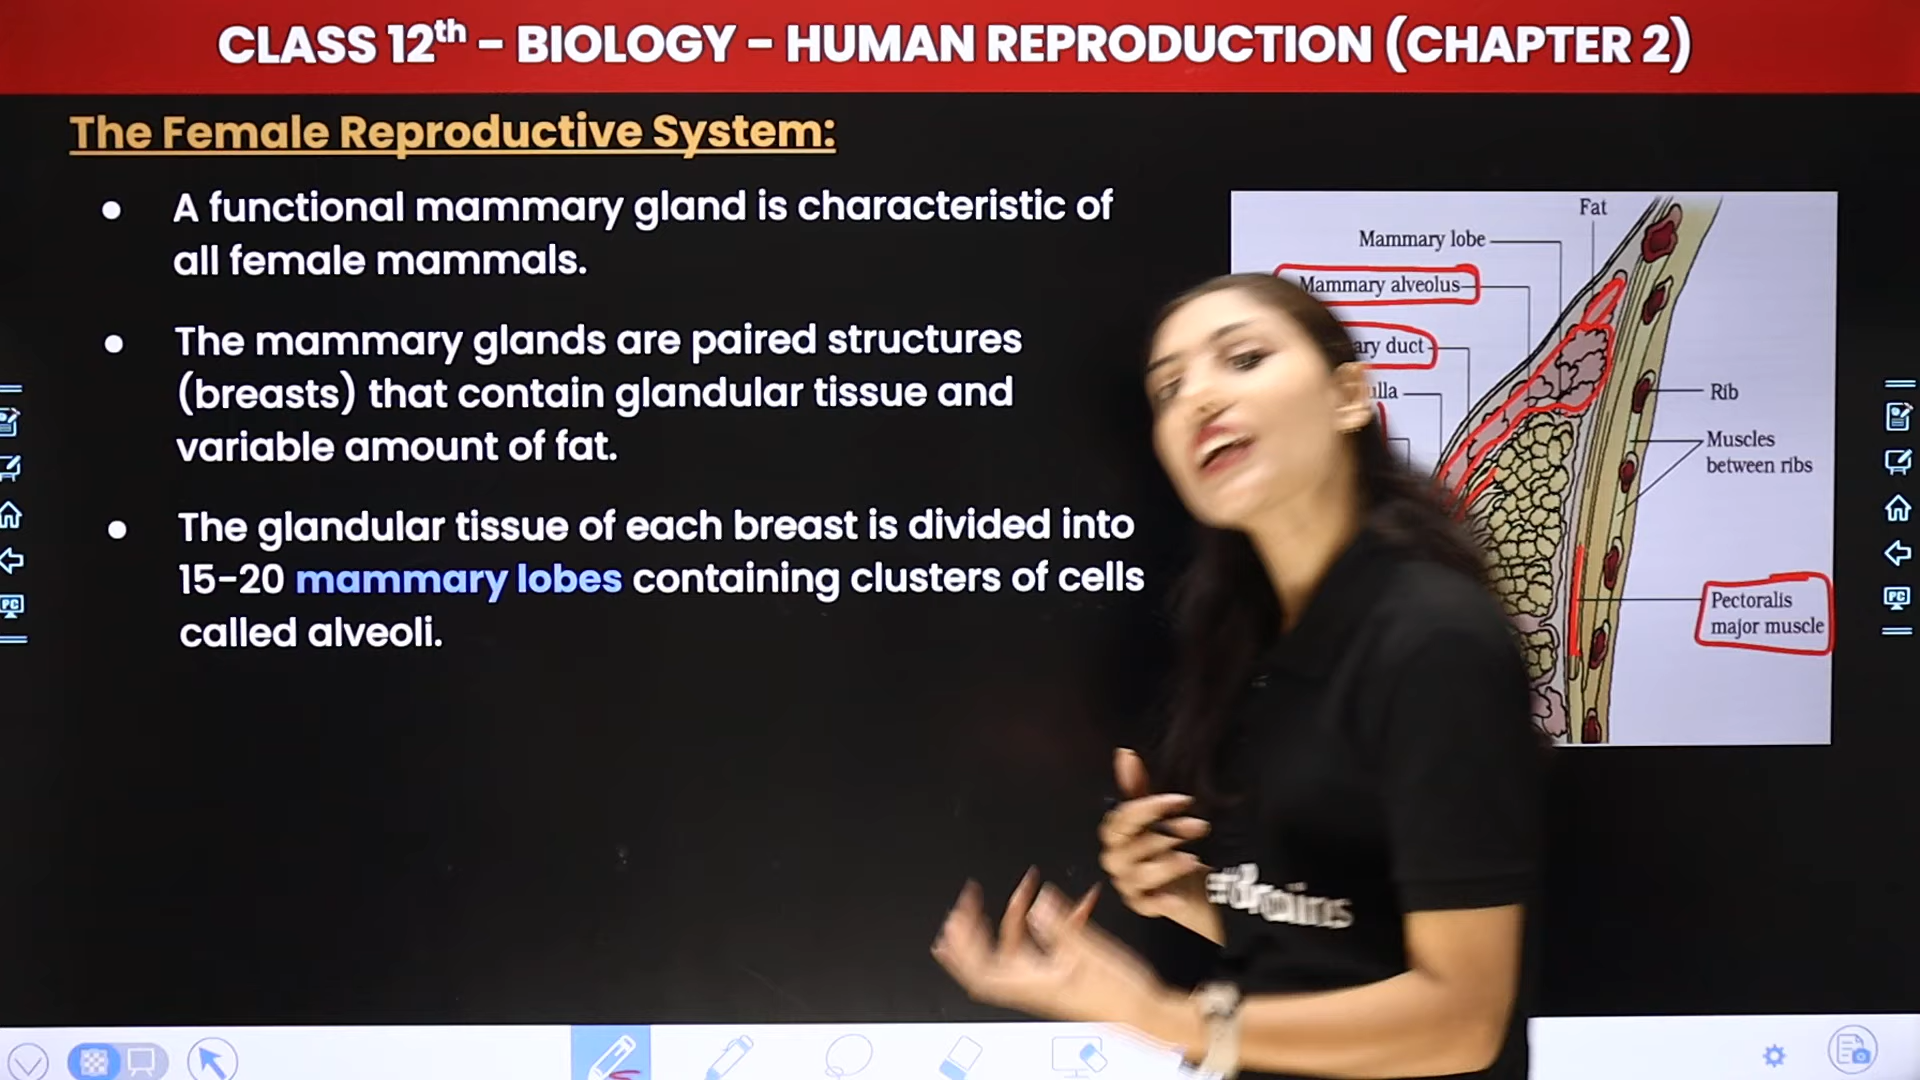 CLASS 12th – BIOLOGY – HUMAN REPRODUCTION (CHAPTER 2)
The Female Reproductive System:
● A functional mammary gland is characteristic of
all female mammals.
● The mammary glands are paired structures
(breasts) that contain glandular tissue and
variable amount of fat.
● The glandular tissue of each breast is divided into
15-20 mammary lobes containing clusters of cells
called alveoli.
Fat
Mammary lobe
Mammary alveolus
duct
Rib
Muscles
between ribs
Pectoralis
major muscle
PC
PC